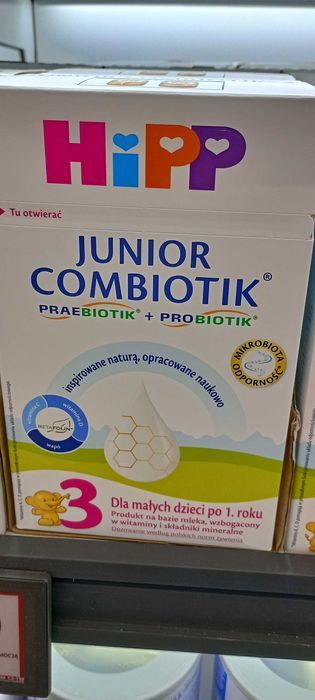 HiPP
Tu otwierać
JUNIOR
COMBIOTIK®
PRAEBIOTIK® + PROBIOTIK®
inspirowane naturą, opracowane naukowo
MIKROBIOTA
ODPORNOŚĆ
witamina C
witamina D
METAFOLIN®
wapń
3
Dla małych dzieci po 1. roku
Produkt na bazie mleka, wzbogacony
w witaminy i składniki mineralne
Dozowanie według polskich norm żywienia